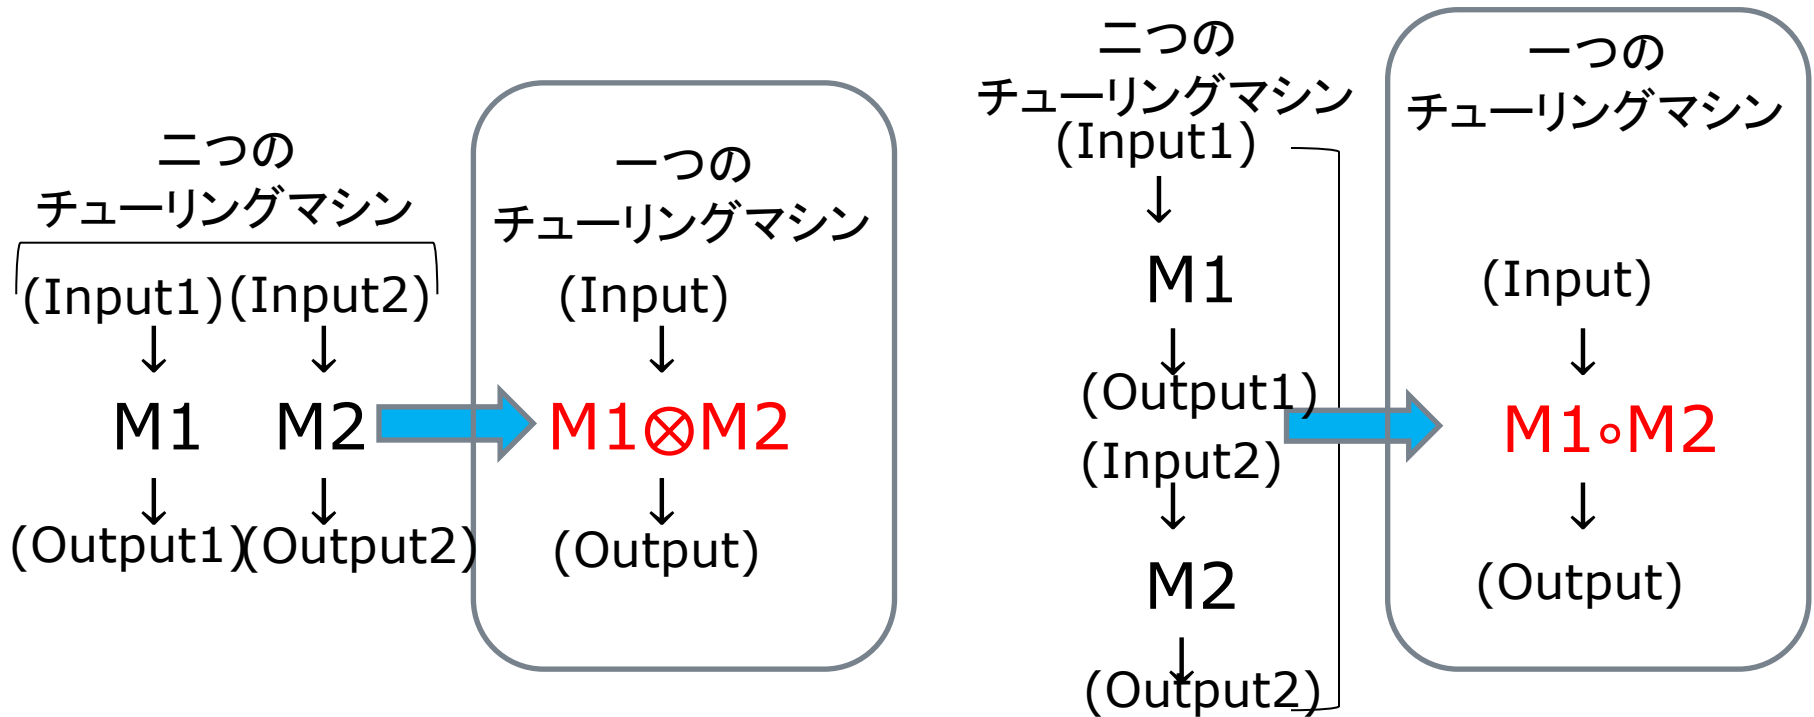 二つの
チューリングマシン
(Input1) (Input2)
↓ ↓
M1 M2
↓ ↓
(Output1) (Output2)
一つの
チューリングマシン
(Input)
↓
M1⊗M2
↓
(Output)
二つの
チューリングマシン
(Input1)
↓
M1
↓
(Output1)
(Input2)
↓
M2
↓
(Output2)
一つの
チューリングマシン
(Input)
↓
M1∘M2
↓
(Output)